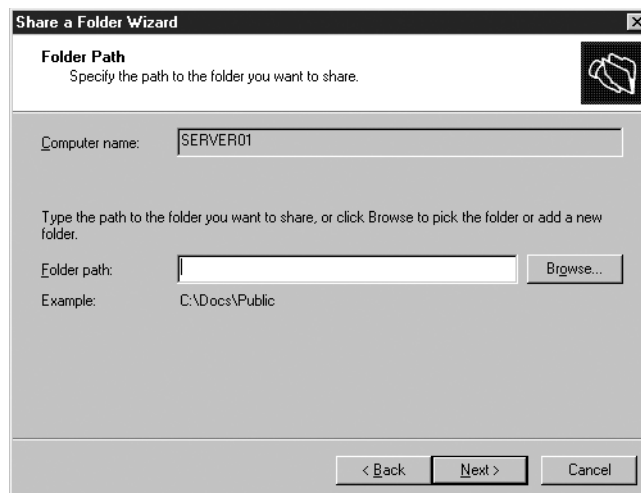 Share a Folder Wizard
Folder Path
Specify the path to the folder you want to share.
Computer name:
SERVER01
Type the path to the folder you want to share, or click Browse to pick the folder or add a new
folder.
Folder path:
Browse...
Example:
C:\Docs\Public
< Back
Next >
Cancel